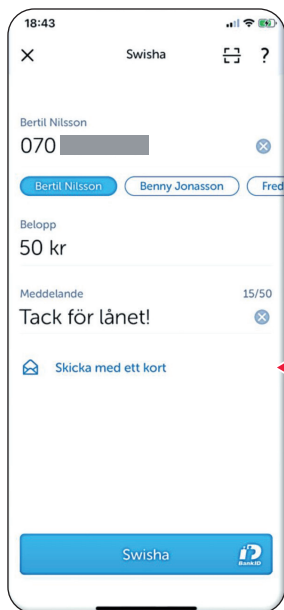 18:43
Swisha ?
Bertil Nilsson
070
Bertil Nilsson Benny Jonasson Fred
Belopp
50 kr
Meddelande 15/50
Tack för lånet!
Skicka med ett kort
Swisha BankID